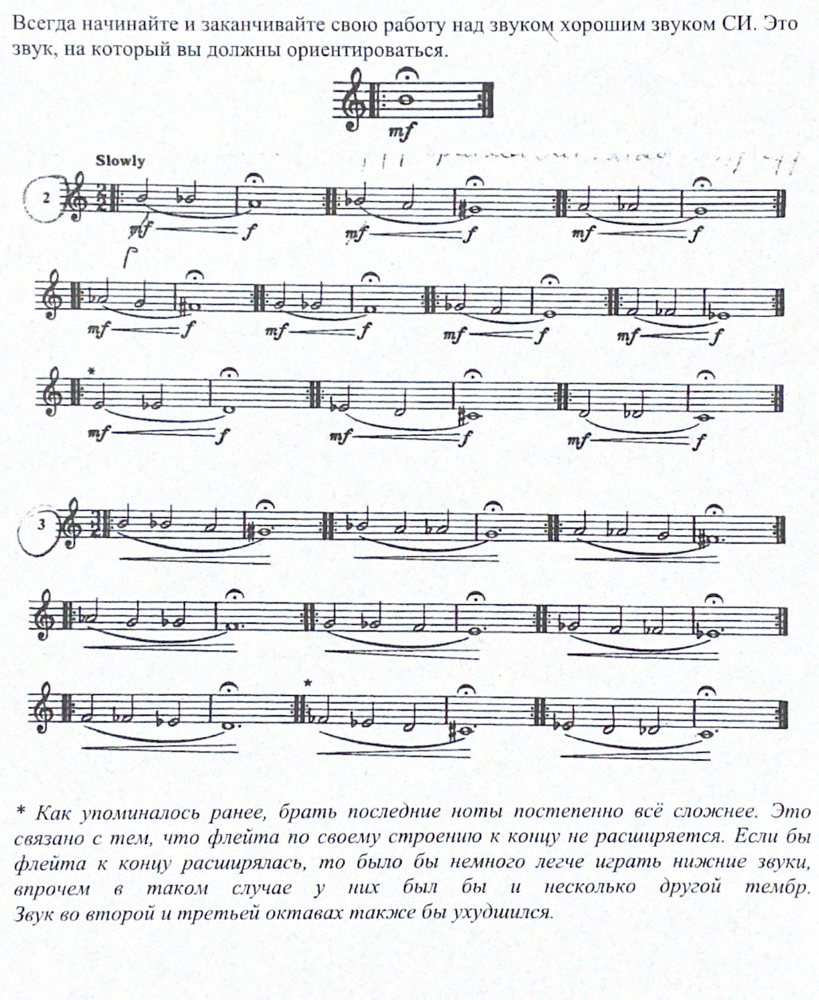 Всегда начинайте и заканчивайте свою работу над звуком хорошим звуком СИ. Это
звук, на который вы должны ориентироваться.
mf
Slowly
2
mf f mf f mf f
p
mf f mf f mf f mf f
*
mf f mf f mf f
3
*
* Как упоминалось ранее, брать последние ноты постепенно всё сложнее. Это
связано с тем, что флейта по своему строению к концу не расширяется. Если бы
флейта к концу расширялась, то было бы немного легче играть нижние звуки,
впрочем в таком случае у них был бы и несколько другой тембр.
Звук во второй и третьей октавах также бы ухудшился.